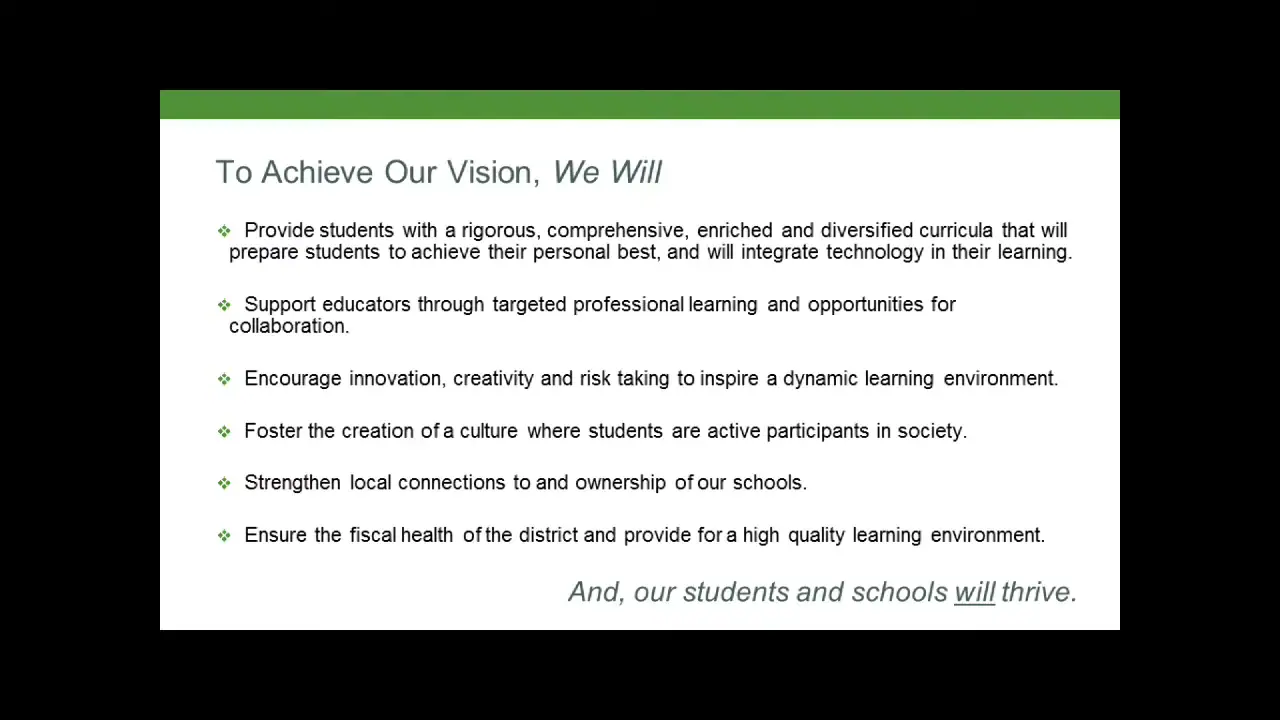 To Achieve Our Vision, We Will
❖ Provide students with a rigorous, comprehensive, enriched and diversified curricula that will
prepare students to achieve their personal best, and will integrate technology in their learning.
❖ Support educators through targeted professional learning and opportunities for
collaboration.
❖ Encourage innovation, creativity and risk taking to inspire a dynamic learning environment.
❖ Foster the creation of a culture where students are active participants in society.
❖ Strengthen local connections to and ownership of our schools.
❖ Ensure the fiscal health of the district and provide for a high quality learning environment.
And, our students and schools will thrive.